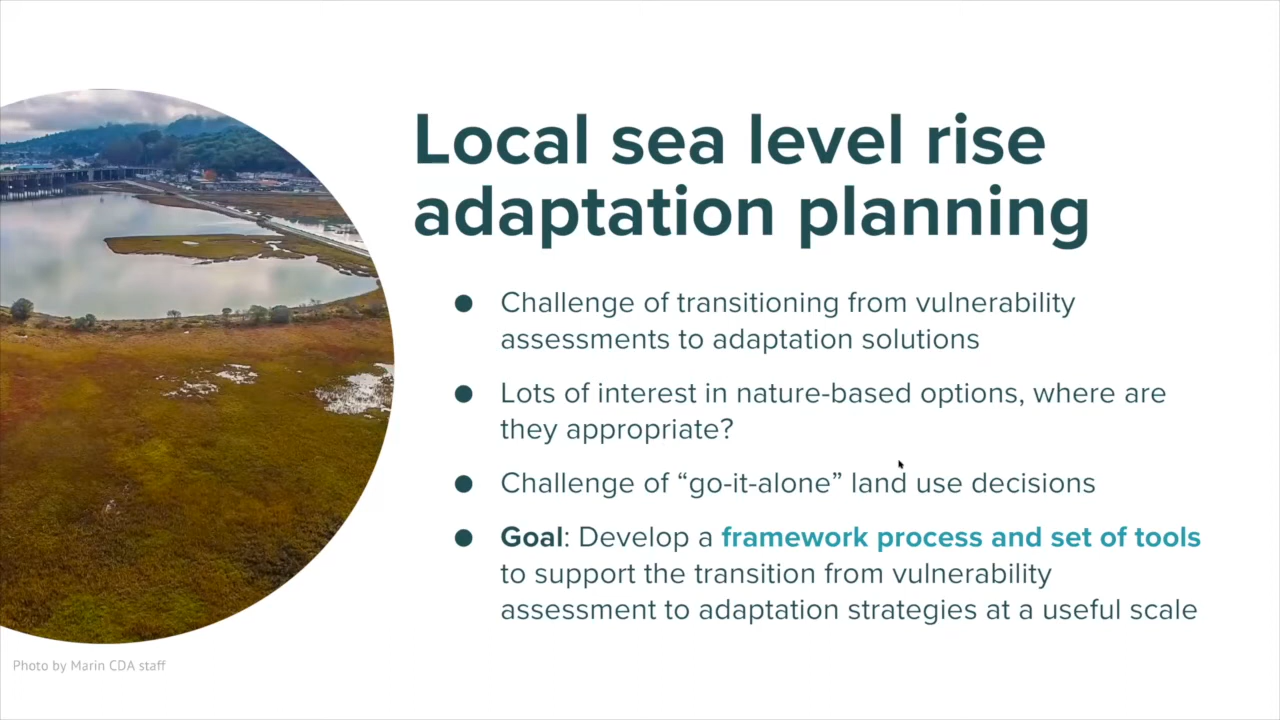 Local sea level rise
adaptation planning
● Challenge of transitioning from vulnerability
assessments to adaptation solutions
● Lots of interest in nature-based options, where are
they appropriate?
● Challenge of “go-it-alone” land use decisions
● Goal: Develop a framework process and set of tools
to support the transition from vulnerability
assessment to adaptation strategies at a useful scale
Photo by Marin CDA staff